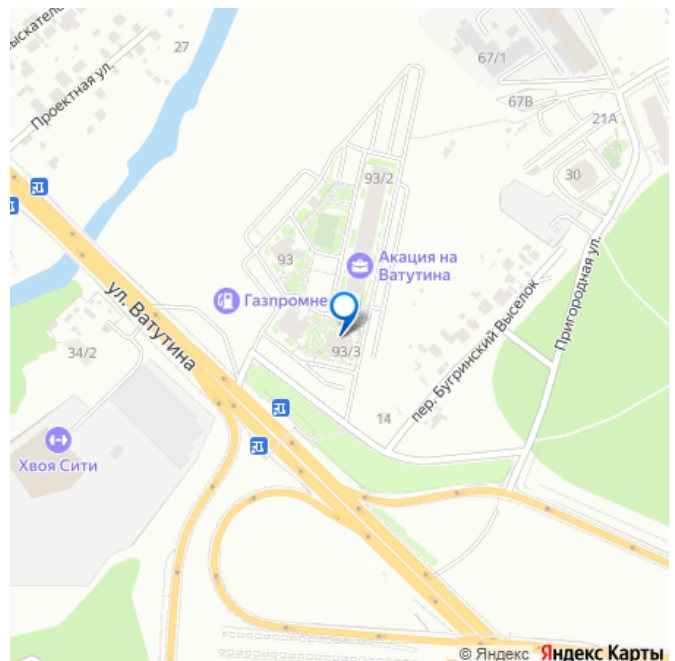 ыскателе
27
Проектная ул.
67/1
67В
21А
93/2
30
93
Акация на
Ватутина
Газпромне
Пригородная ул.
ул. Ватутина
93/3
34/2
пер. Бугринский Выселок
14
Хвоя Сити
© Яндекс Яндекс Карты